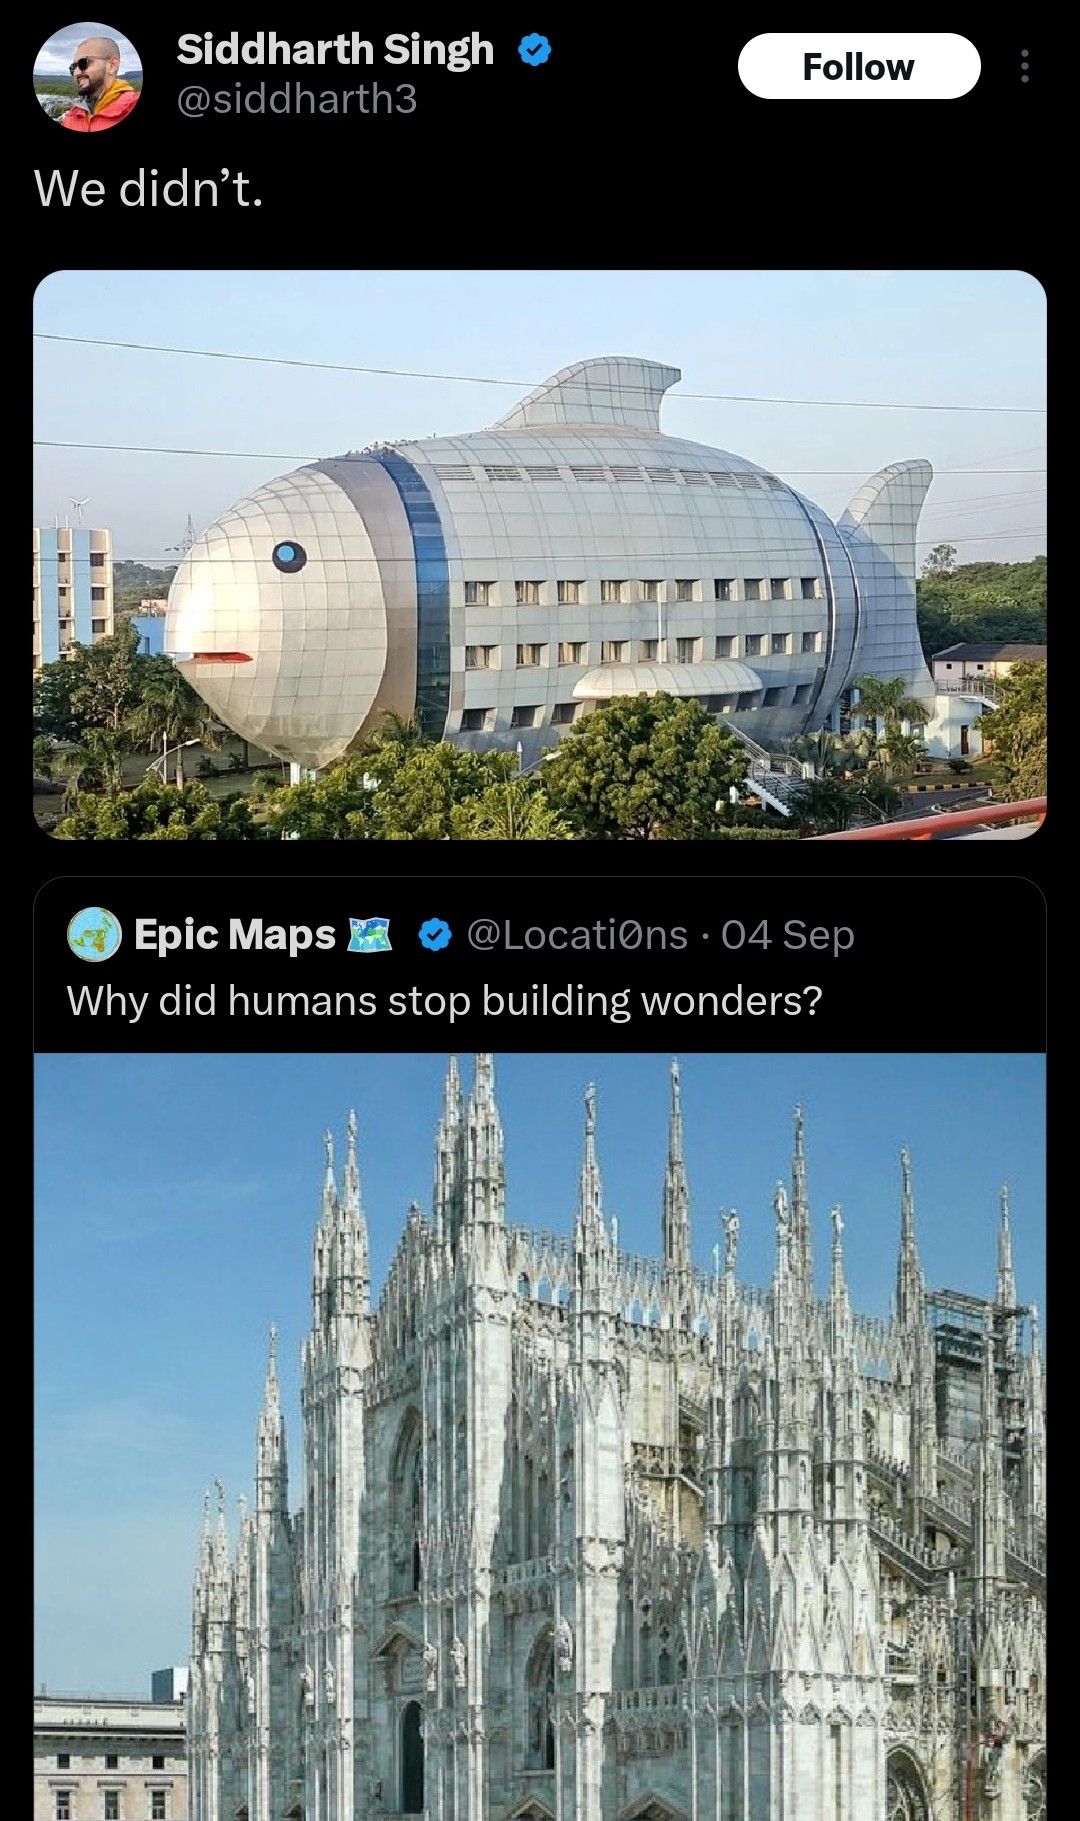 Siddharth Singh
@siddharth3
Follow
We didn’t.
Epic Maps @Locati0ns · 04 Sep
Why did humans stop building wonders?